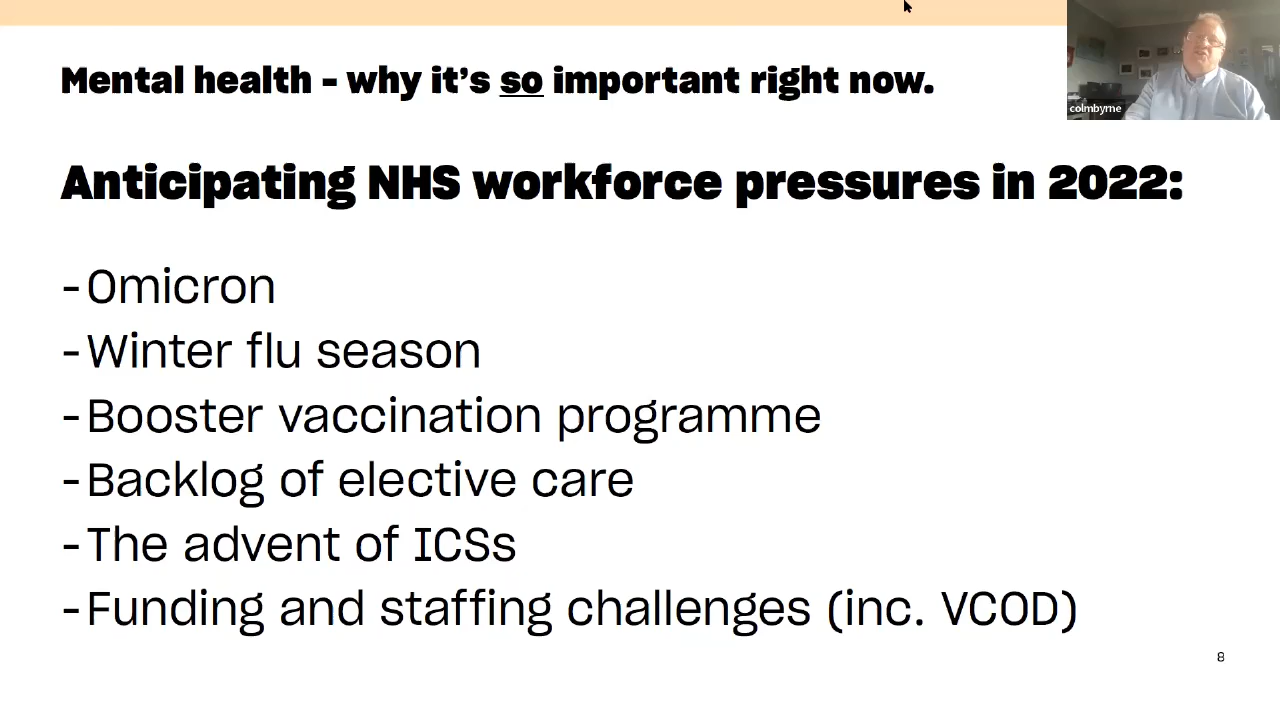 Mental health - why it's so important right now.
colmbyrne
Anticipating NHS workforce pressures in 2022:
- Omicron
- Winter flu season
- Booster vaccination programme
- Backlog of elective care
- The advent of ICSs
- Funding and staffing challenges (inc. VCOD)
8